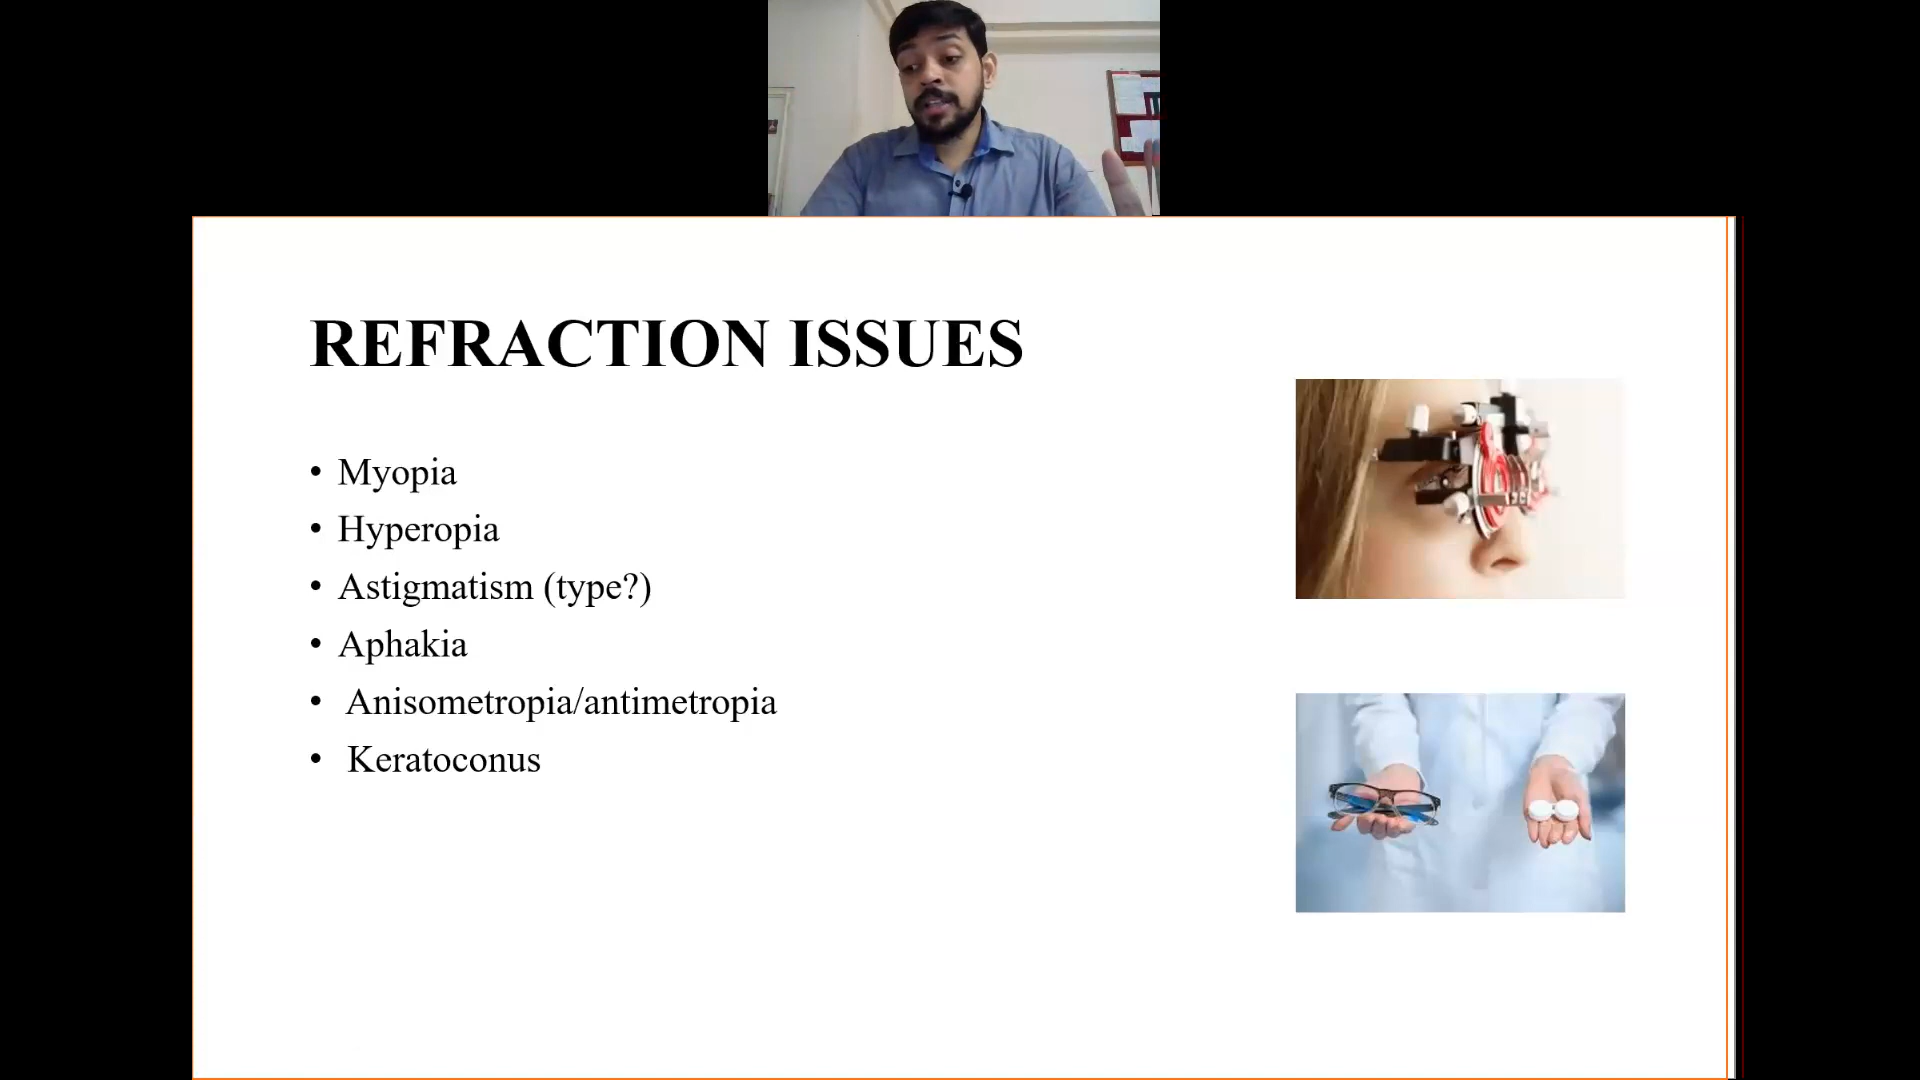 REFRACTION ISSUES
• Myopia
• Hyperopia
• Astigmatism (type?)
• Aphakia
• Anisometropia/antimetropia
• Keratoconus